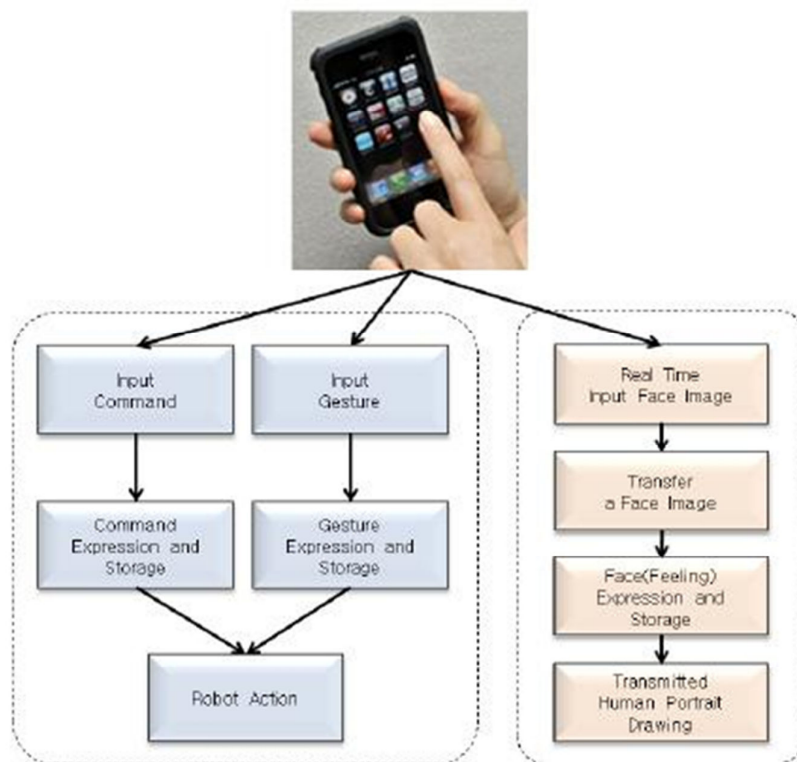 Input
Command
Input
Gesture
Command
Expression and
Storage
Gesture
Expression and
Storage
Robot Action
Real Time
Input Face Image
Transfer
a Face Image
Face(Feeling)
Expression and
Storage
Transmitted
Human Portrait
Drawing